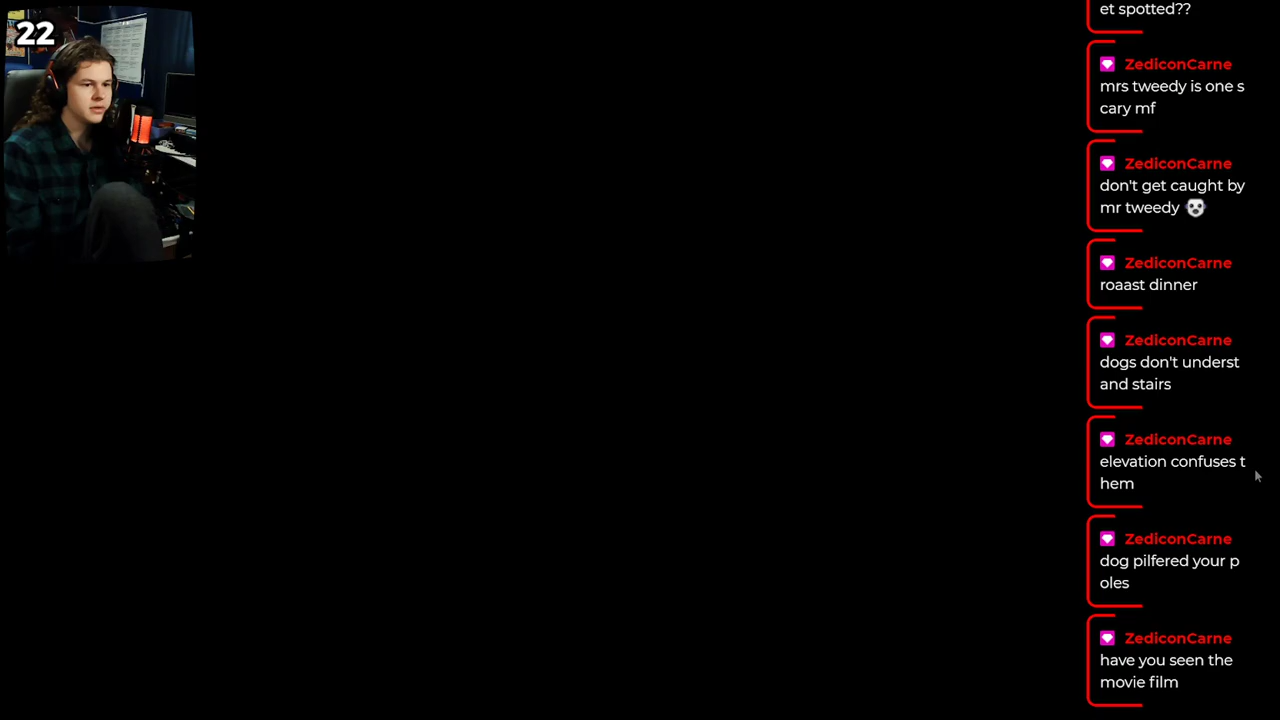 22
et spotted??
ZediconCarne
mrs tweedy is one s
cary mf
ZediconCarne
don't get caught by
mr tweedy
ZediconCarne
roaast dinner
ZediconCarne
dogs don't underst
and stairs
ZediconCarne
elevation confuses t
hem
ZediconCarne
dog pilfered your p
oles
ZediconCarne
have you seen the
movie film